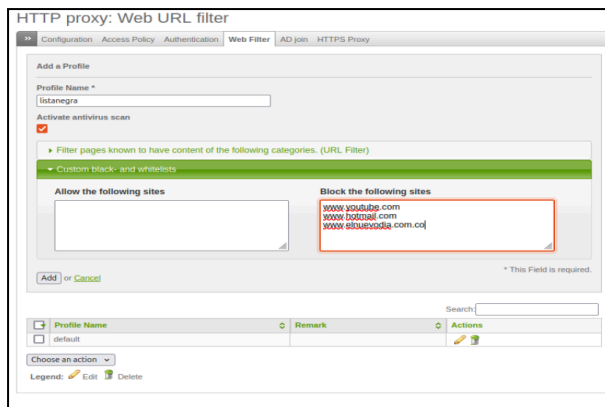 HTTP proxy: Web URL filter
» Configuration Access Policy Authentication Web Filter AD join HTTPS Proxy
Add a Profile
Profile Name *
listanegra
Activate antivirus scan
Filter pages known to have content of the following categories. (URL Filter)
Custom black- and whitelists
Allow the following sites Block the following sites
www.youtube.com
www.hotmail.com
www.elnuevodia.com.co
* This Field is required.
Add or Cancel
Search:
Profile Name Remark Actions
default
Choose an action
Legend: Edit Delete